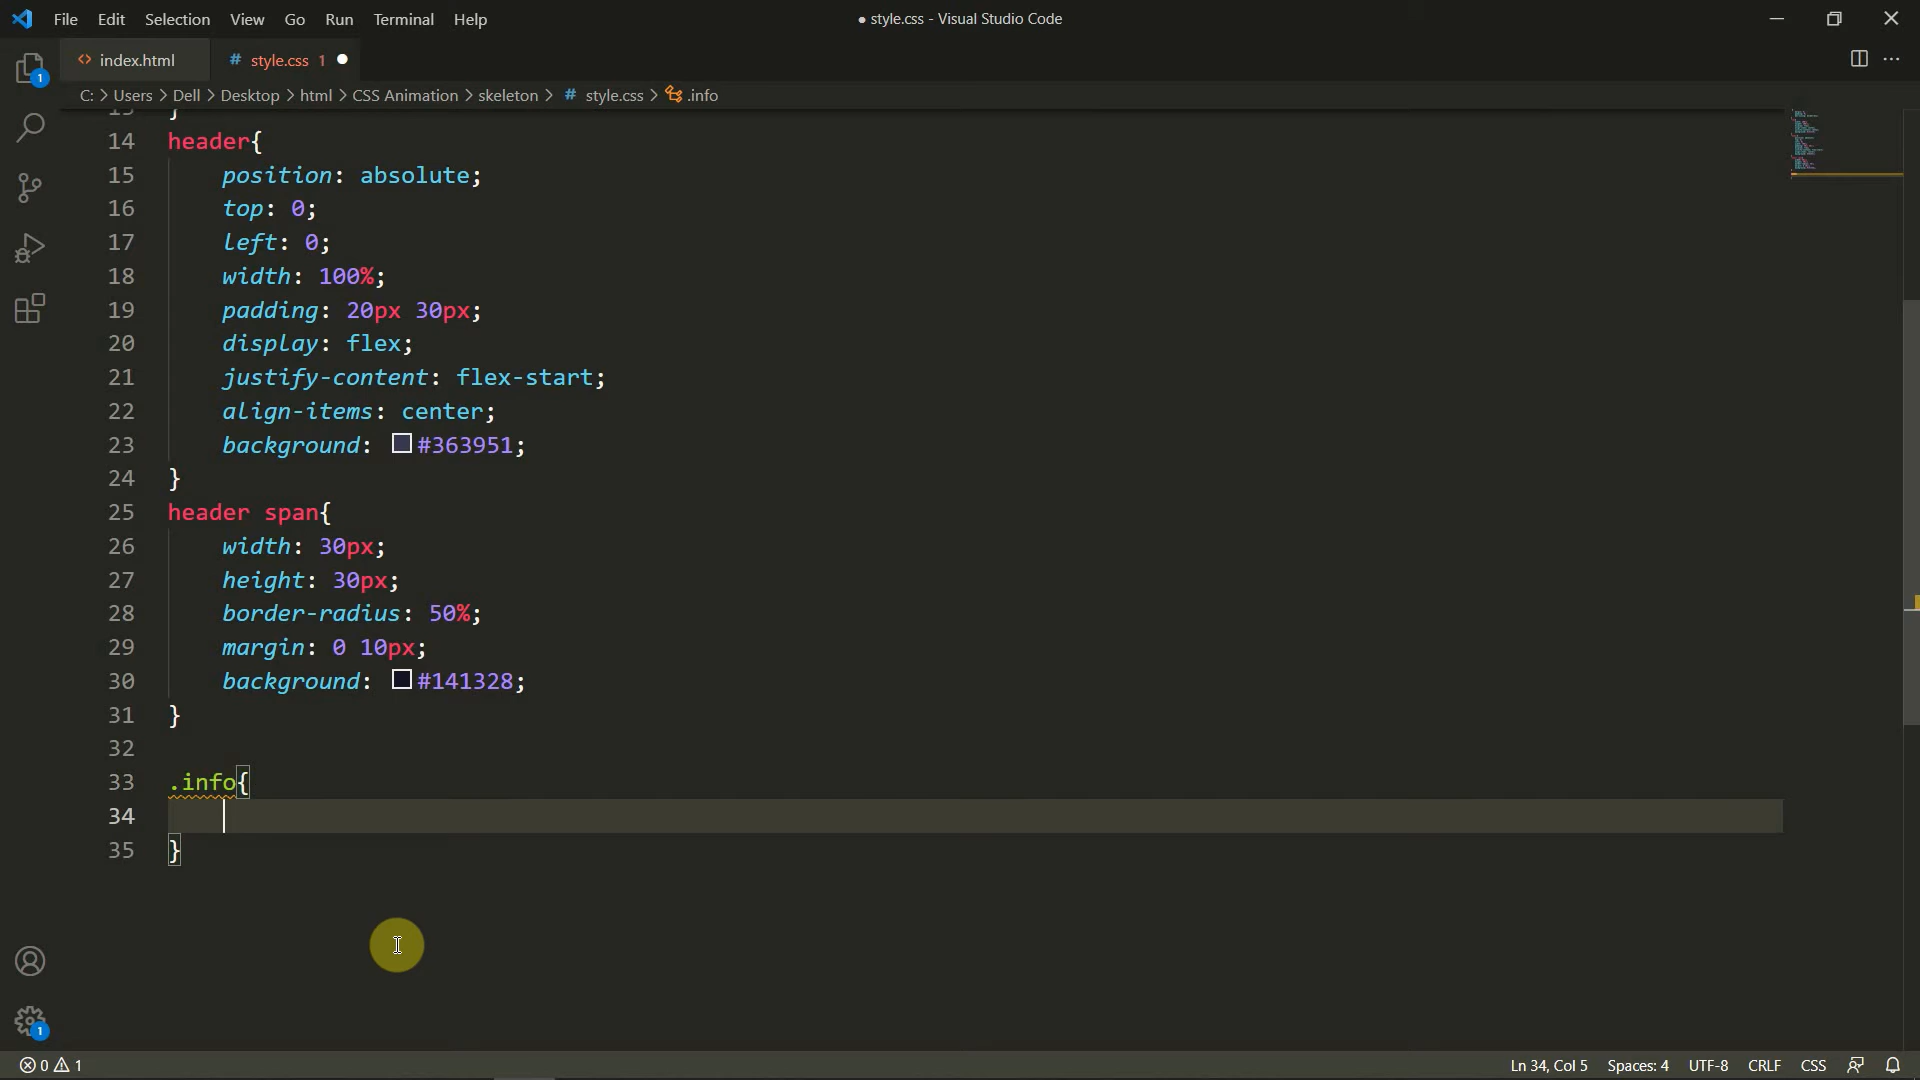 File Edit Selection View Go Run Terminal Help
● style.css - Visual Studio Code
index.html
# style.css 1 ●
C: > Users > Dell > Desktop > html > CSS Animation > skeleton > # style.css > .info
13 }
14 header{
15 position: absolute;
16 top: 0;
17 left: 0;
18 width: 100%;
19 padding: 20px 30px;
20 display: flex;
21 justify-content: flex-start;
22 align-items: center;
23 background: #363951;
24 }
25 header span{
26 width: 30px;
27 height: 30px;
28 border-radius: 50%;
29 margin: 0 10px;
30 background: #141328;
31 }
32
33 .info{
34
35 }
1
1
0 1
Ln 34, Col 5 Spaces: 4 UTF-8 CRLF CSS